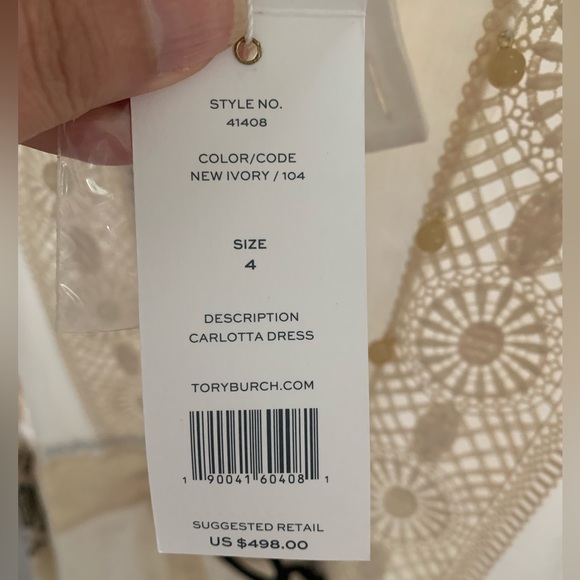 STYLE NO.
41408
COLOR/CODE
NEW IVORY / 104
SIZE
4
DESCRIPTION
CARLOTTA DRESS
TORYBURCH.COM
1 90041 60408 1
SUGGESTED RETAIL
US $498.00